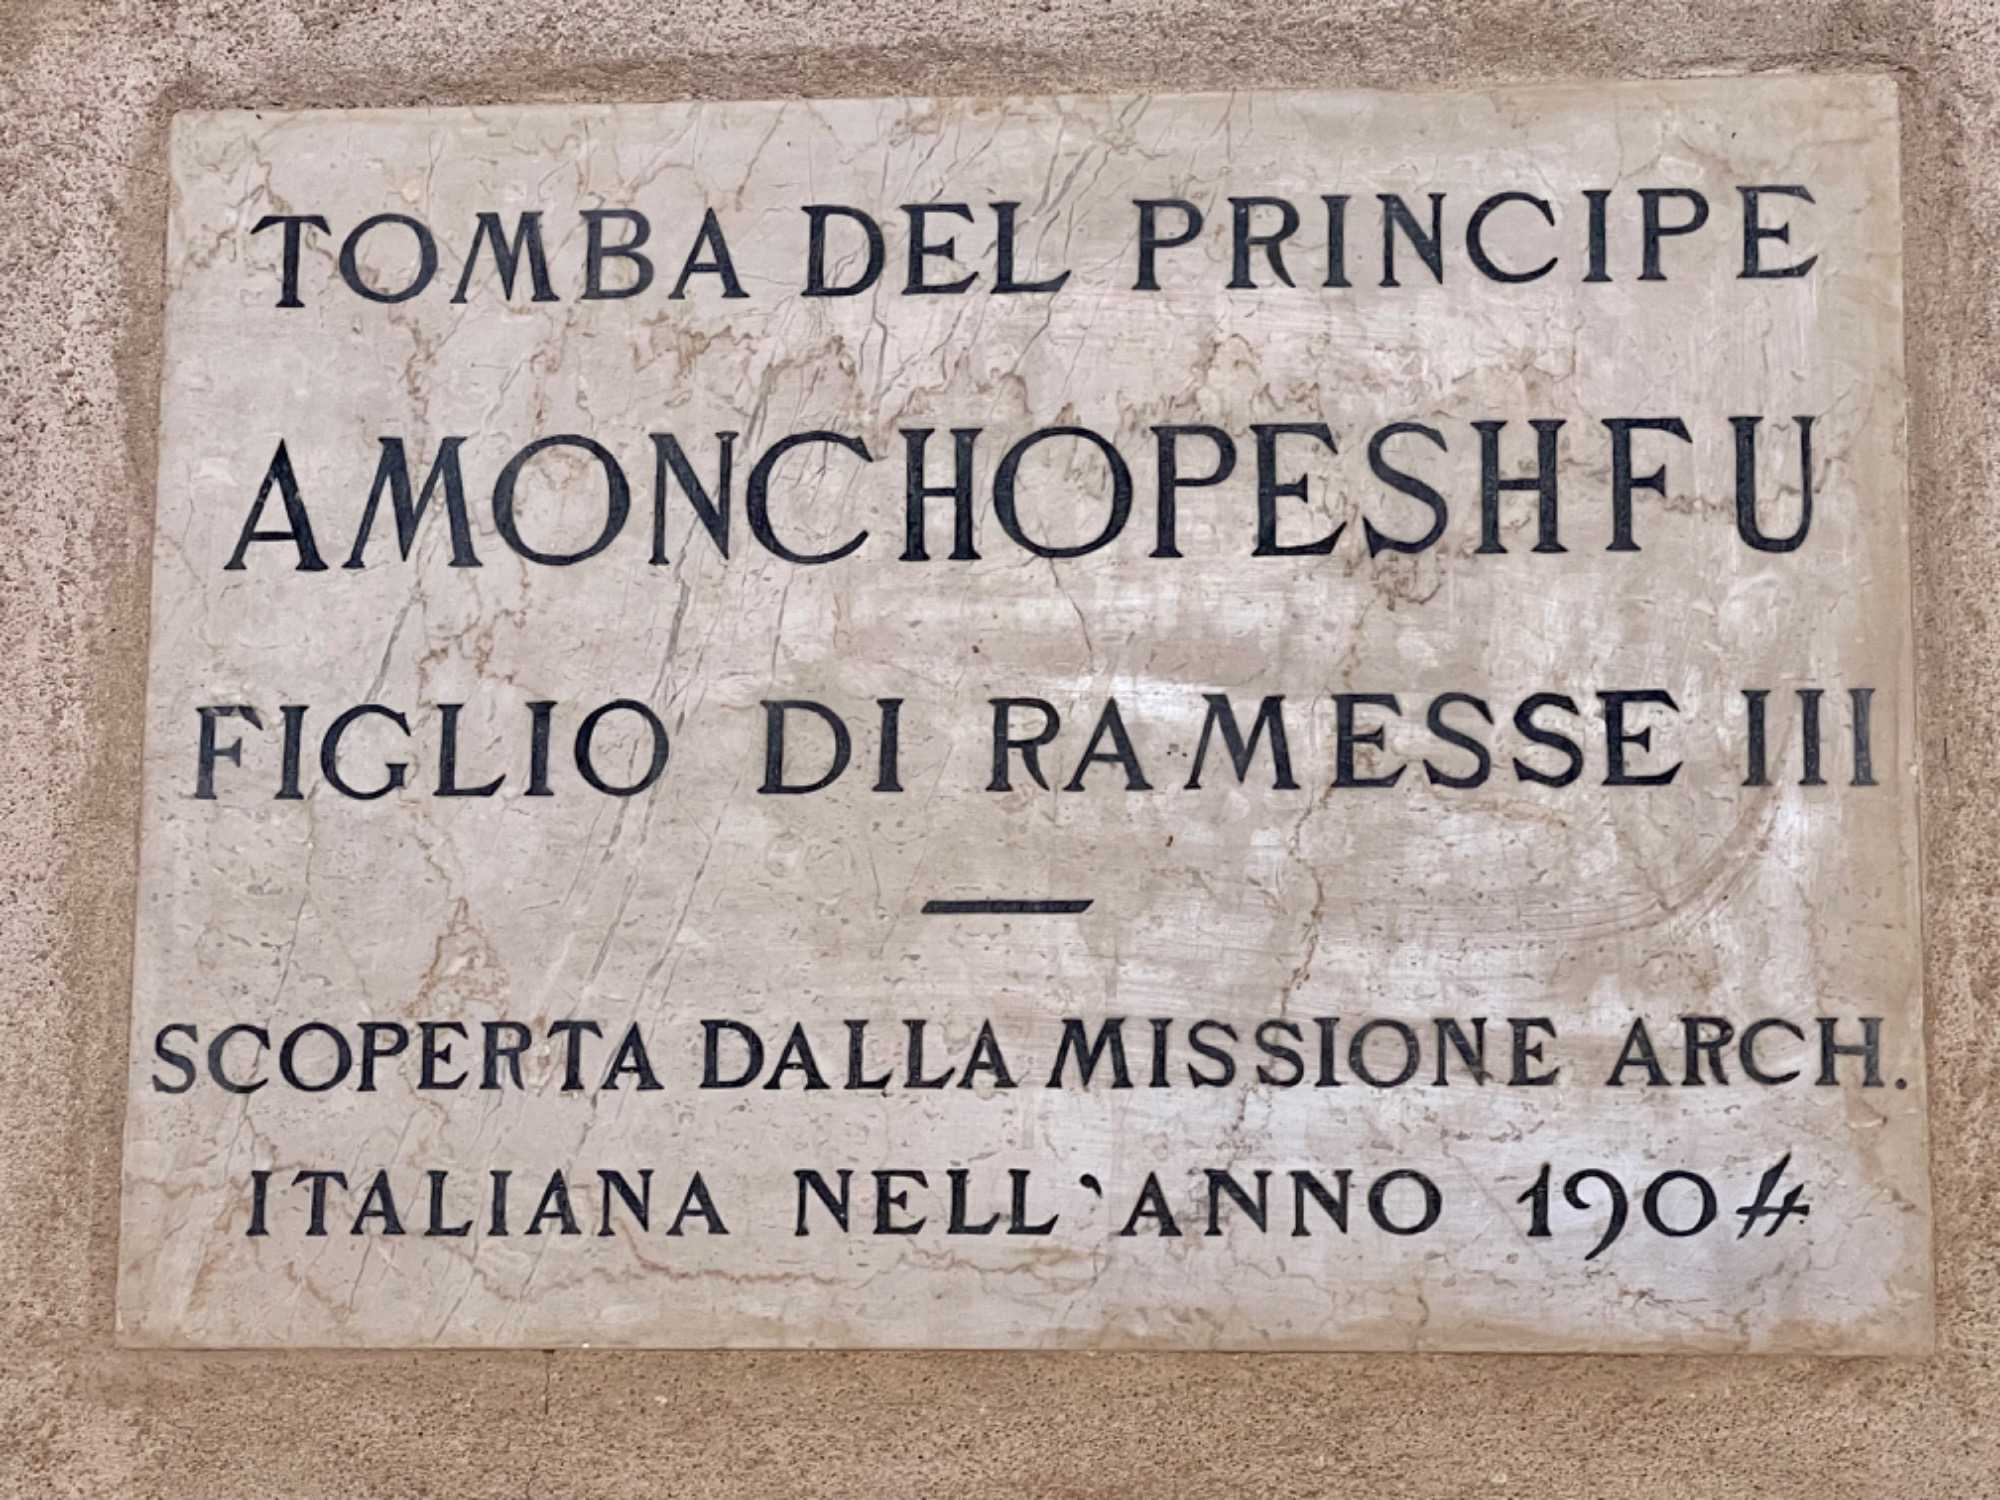 TOMBA DEL PRINCIPE
AMONCHOPESHFU
FIGLIO DI RAMESSE III
—
SCOPERTA DALLA MISSIONE ARCH.
ITALIANA NELL'ANNO 1904